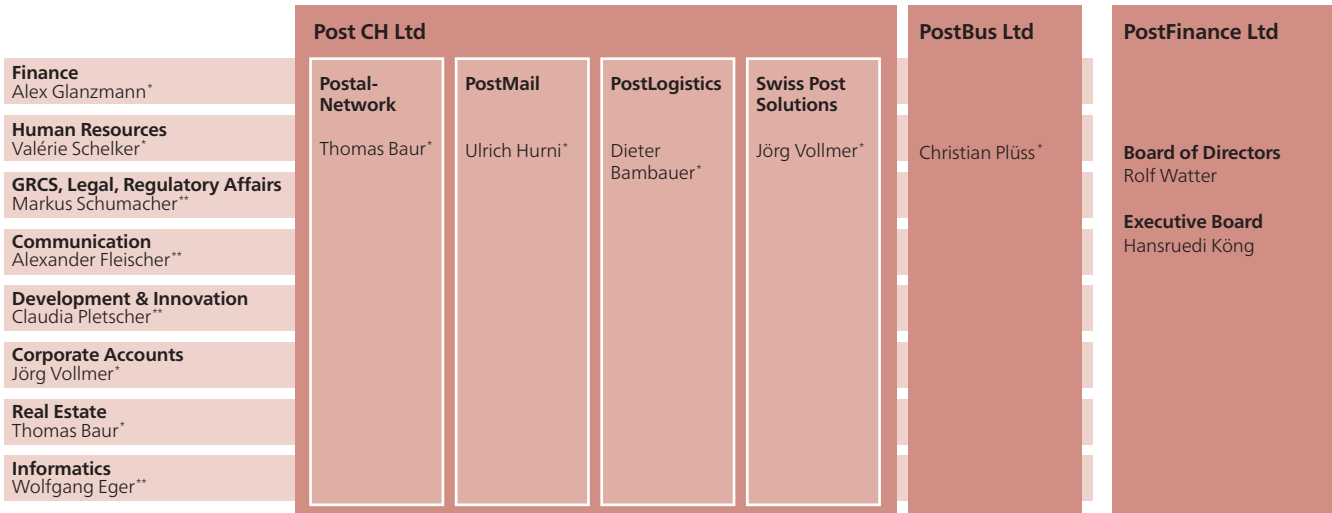 Post CH Ltd
PostBus Ltd
PostFinance Ltd
Finance
Alex Glanzmann*
Human Resources
Valérie Schelker*
GRCS, Legal, Regulatory Affairs
Markus Schumacher**
Communication
Alexander Fleischer**
Development & Innovation
Claudia Pletscher**
Corporate Accounts
Jörg Vollmer*
Real Estate
Thomas Baur*
Informatics
Wolfgang Eger**
Postal-
Network
Thomas Baur*
PostMail
Ulrich Hurni*
PostLogistics
Dieter
Bambauer*
Swiss Post
Solutions
Jörg Vollmer*
Christian Plüss*
Board of Directors
Rolf Watter
Executive Board
Hansruedi Köng